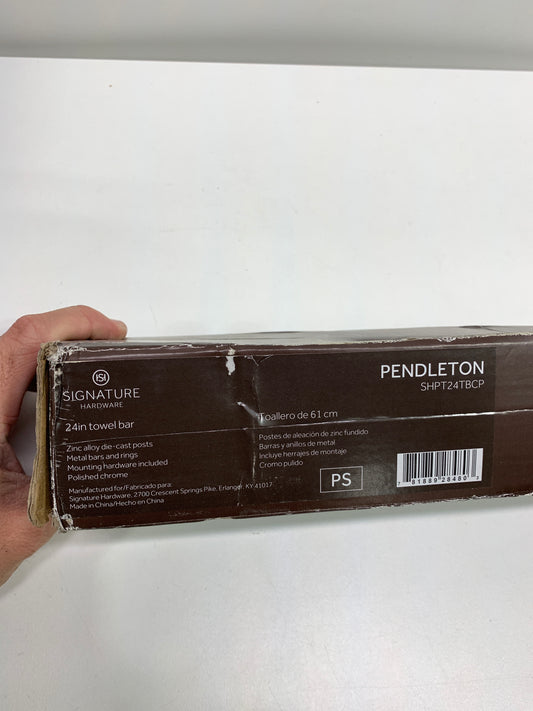 SIGNATURE
HARDWARE
24in towel bar
Zinc alloy die-cast posts
Metal bars and rings
Mounting hardware included
Polished chrome
Manufactured for/Fabricado para:
Signature Hardware, 2700 Crescent Springs Pike, Erlanger, KY 41017
Made in China/Hecho en China
PENDLETON
SHPT24TBCP
Toallero de 61 cm
Postes de aleación de zinc fundido
Barras y anillos de metal
Incluye herrajes de montaje
Cromo pulido
PS
81889 28480